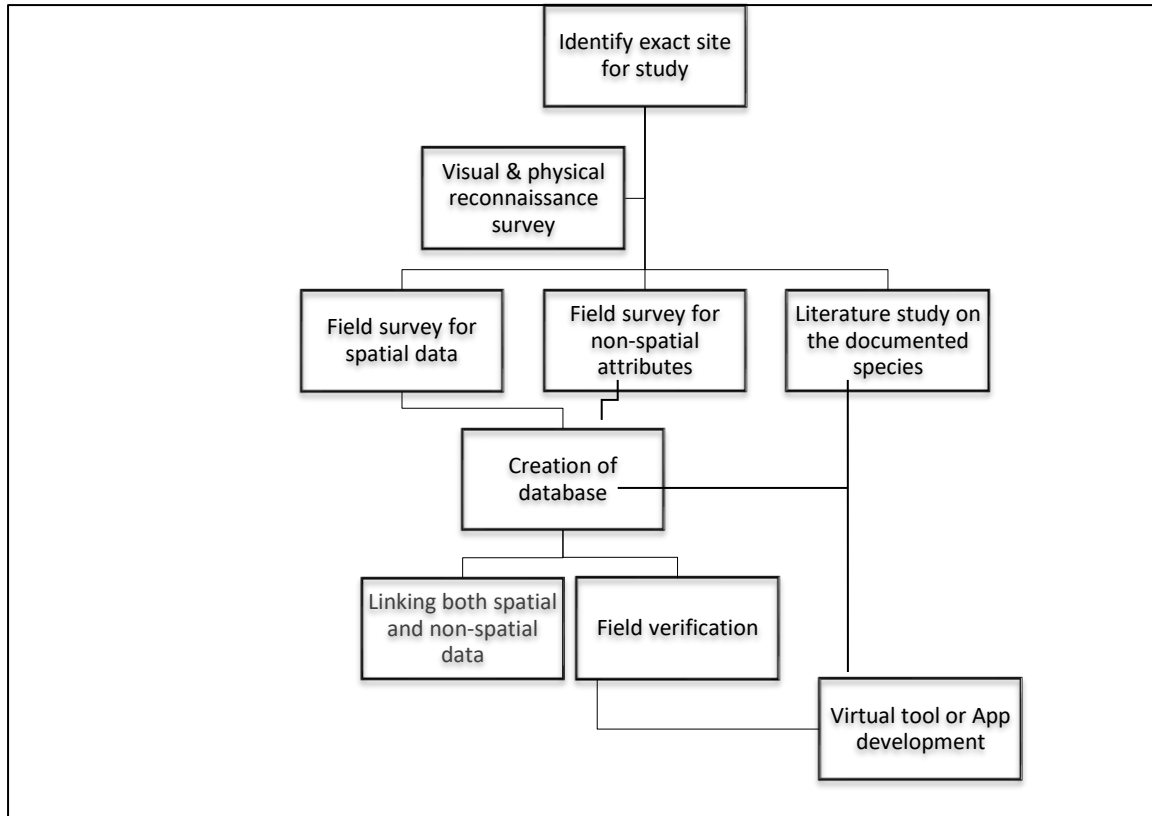 Identify exact site
for study
Visual & physical
reconnaissance
survey
Field survey for
spatial data
Field survey for
non-spatial
attributes
Literature study on
the documented
species
Creation of
database
Linking both spatial
and non-spatial
data
Field verification
Virtual tool or App
development